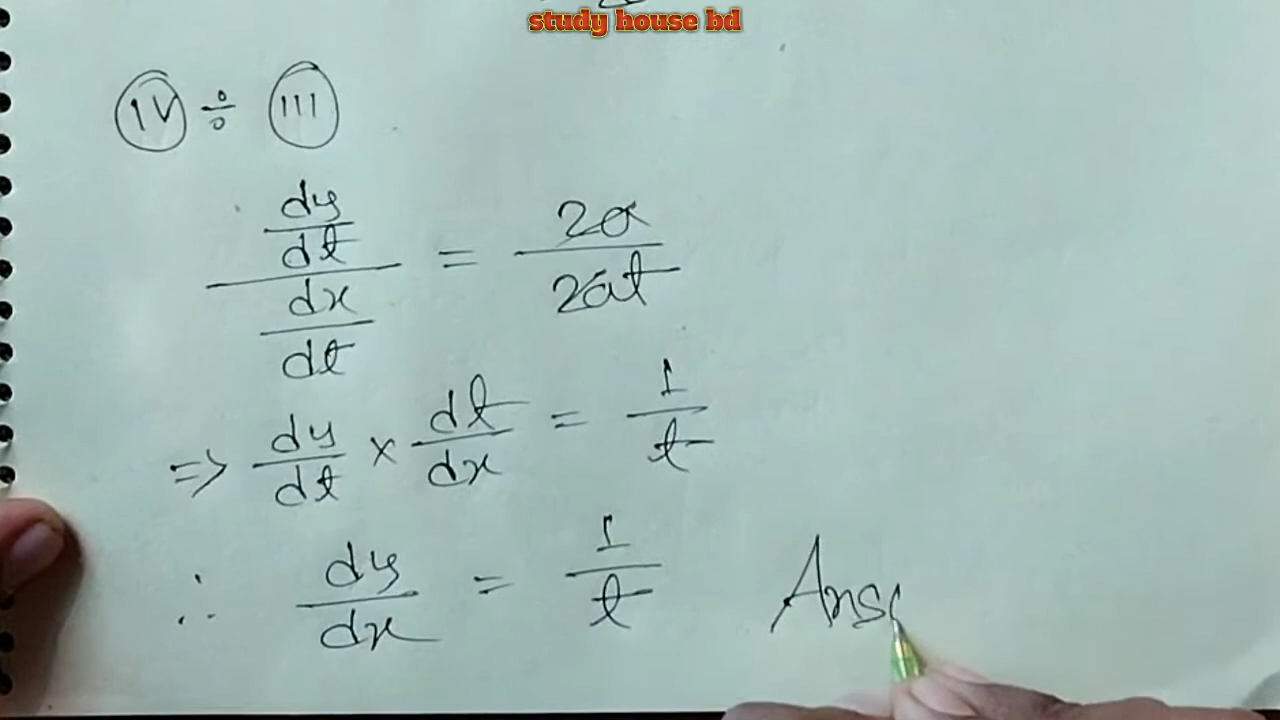 study house bd
IV ÷ III
dy/dt / dx/dt = 2a / 2at
=> dy/dt × dt/dx = 1/t
∴ dy/dx = 1/t Ans